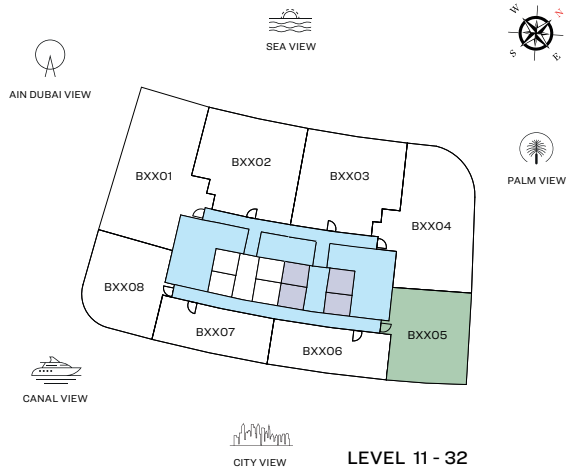 W
N
S
E
SEA VIEW
AIN DUBAI VIEW
PALM VIEW
BXX01
BXX02
BXX03
BXX04
BXX08
BXX07
BXX06
BXX05
CANAL VIEW
CITY VIEW
LEVEL 11 - 32